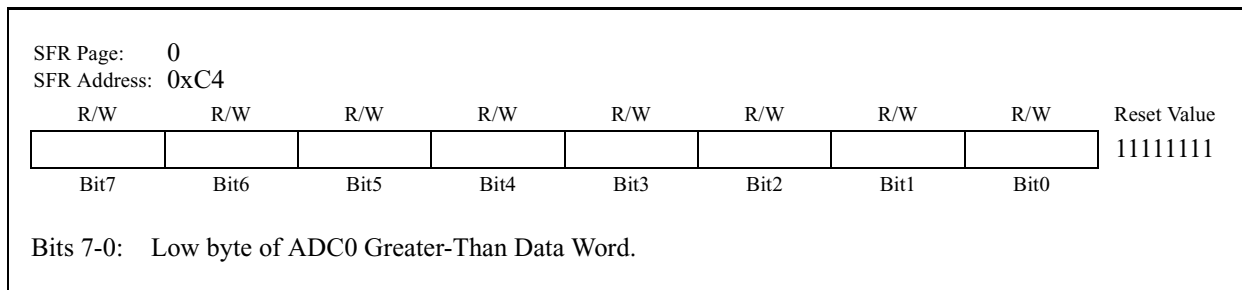 SFR Page: 0
SFR Address: 0xC4
R/W R/W R/W R/W R/W R/W R/W R/W Reset Value
11111111
Bit7 Bit6 Bit5 Bit4 Bit3 Bit2 Bit1 Bit0
Bits 7-0: Low byte of ADC0 Greater-Than Data Word.